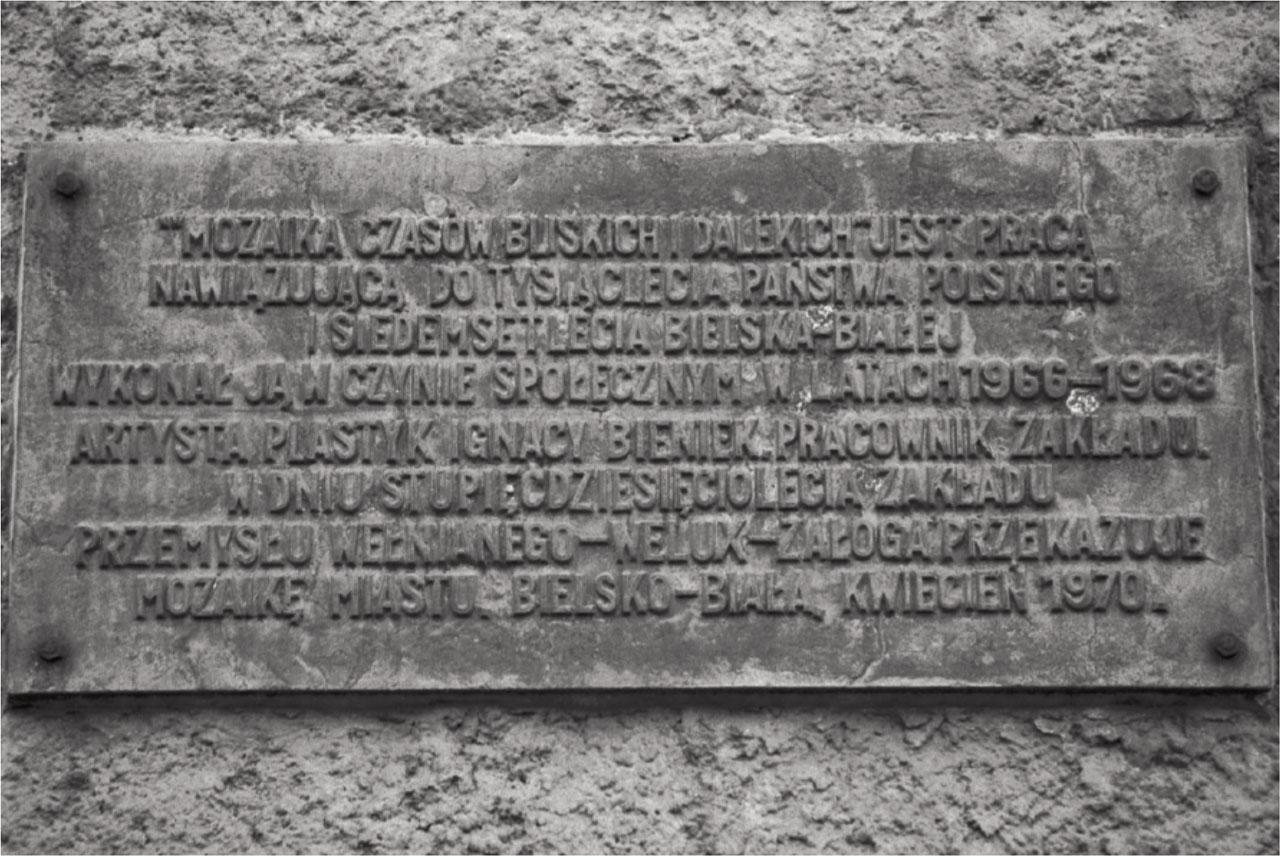 "MOZAIKA CZASÓW BLISKICH I DALEKICH" JEST PRACĄ
NAWIĄZUJĄCĄ DO TYSIĄCLECIA PAŃSTWA POLSKIEGO
I SIEDEMSETLECIA BIELSKA-BIAŁEJ
WYKONAŁ JĄ W CZYNIE SPOŁECZNYM W LATACH 1966-1968
ARTYSTA PLASTYK IGNACY BIENIEK PRACOWNIK ZAKŁADU.
W DNIU STUPIĘĆDZIESIĘCIOLECIA ZAKŁADU
PRZEMYSŁU WEŁNIANEGO-WELUX-ZAŁOGA PRZEKAZUJE
MOZAIKĘ MIASTU. BIELSKO-BIAŁA, KWIECIEŃ 1970.